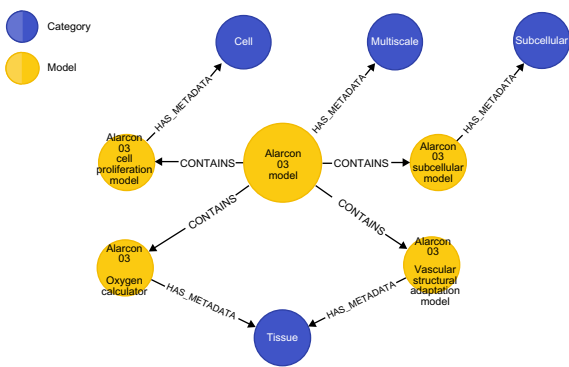 Category
Model
Cell
Multiscale
Subcellular
HAS_METADATA
HAS_METADATA
HAS_METADATA
Alarcon
03
cell
proliferation
model
CONTAINS
Alarcon
03
model
CONTAINS
Alarcon
03
subcellular
model
CONTAINS
CONTAINS
Alarcon
03
Oxygen
calculator
Alarcon
03
Vascular
structural
adaptation
model
HAS_METADATA
HAS_METADATA
Tissue